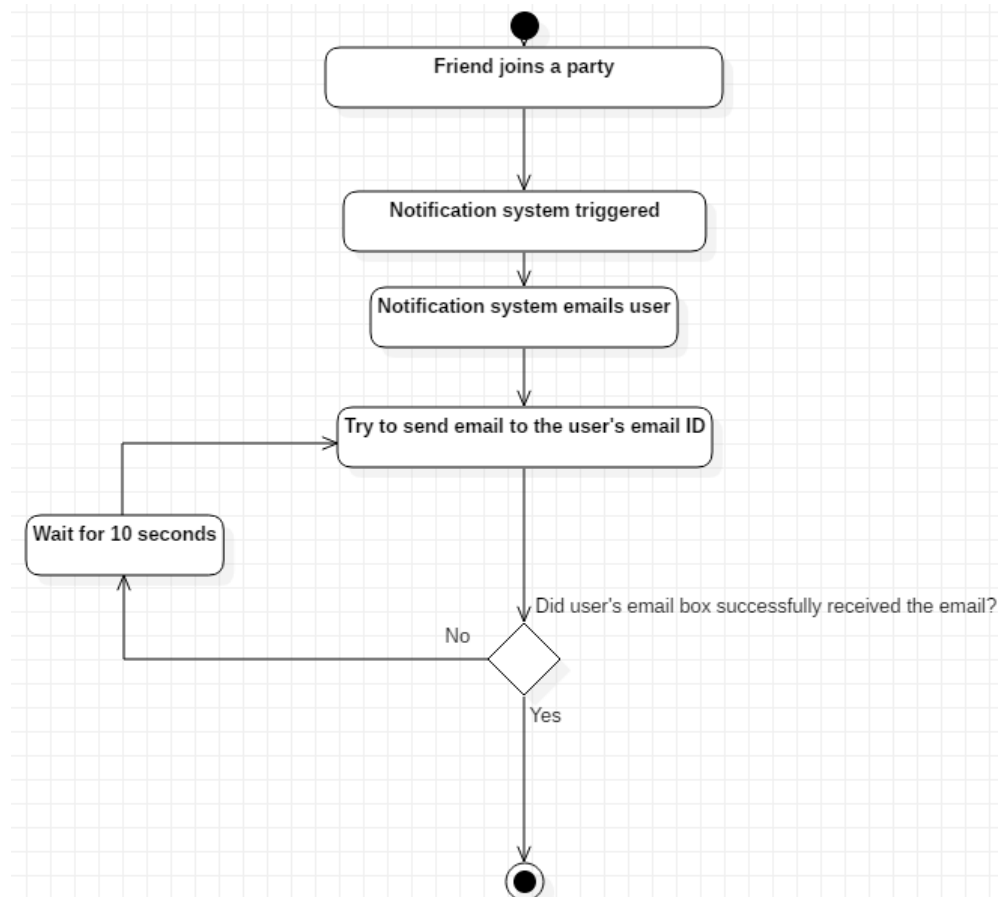 Friend joins a party
Notification system triggered
Notification system emails user
Try to send email to the user's email ID
Wait for 10 seconds
Did user's email box successfully received the email?
No
Yes